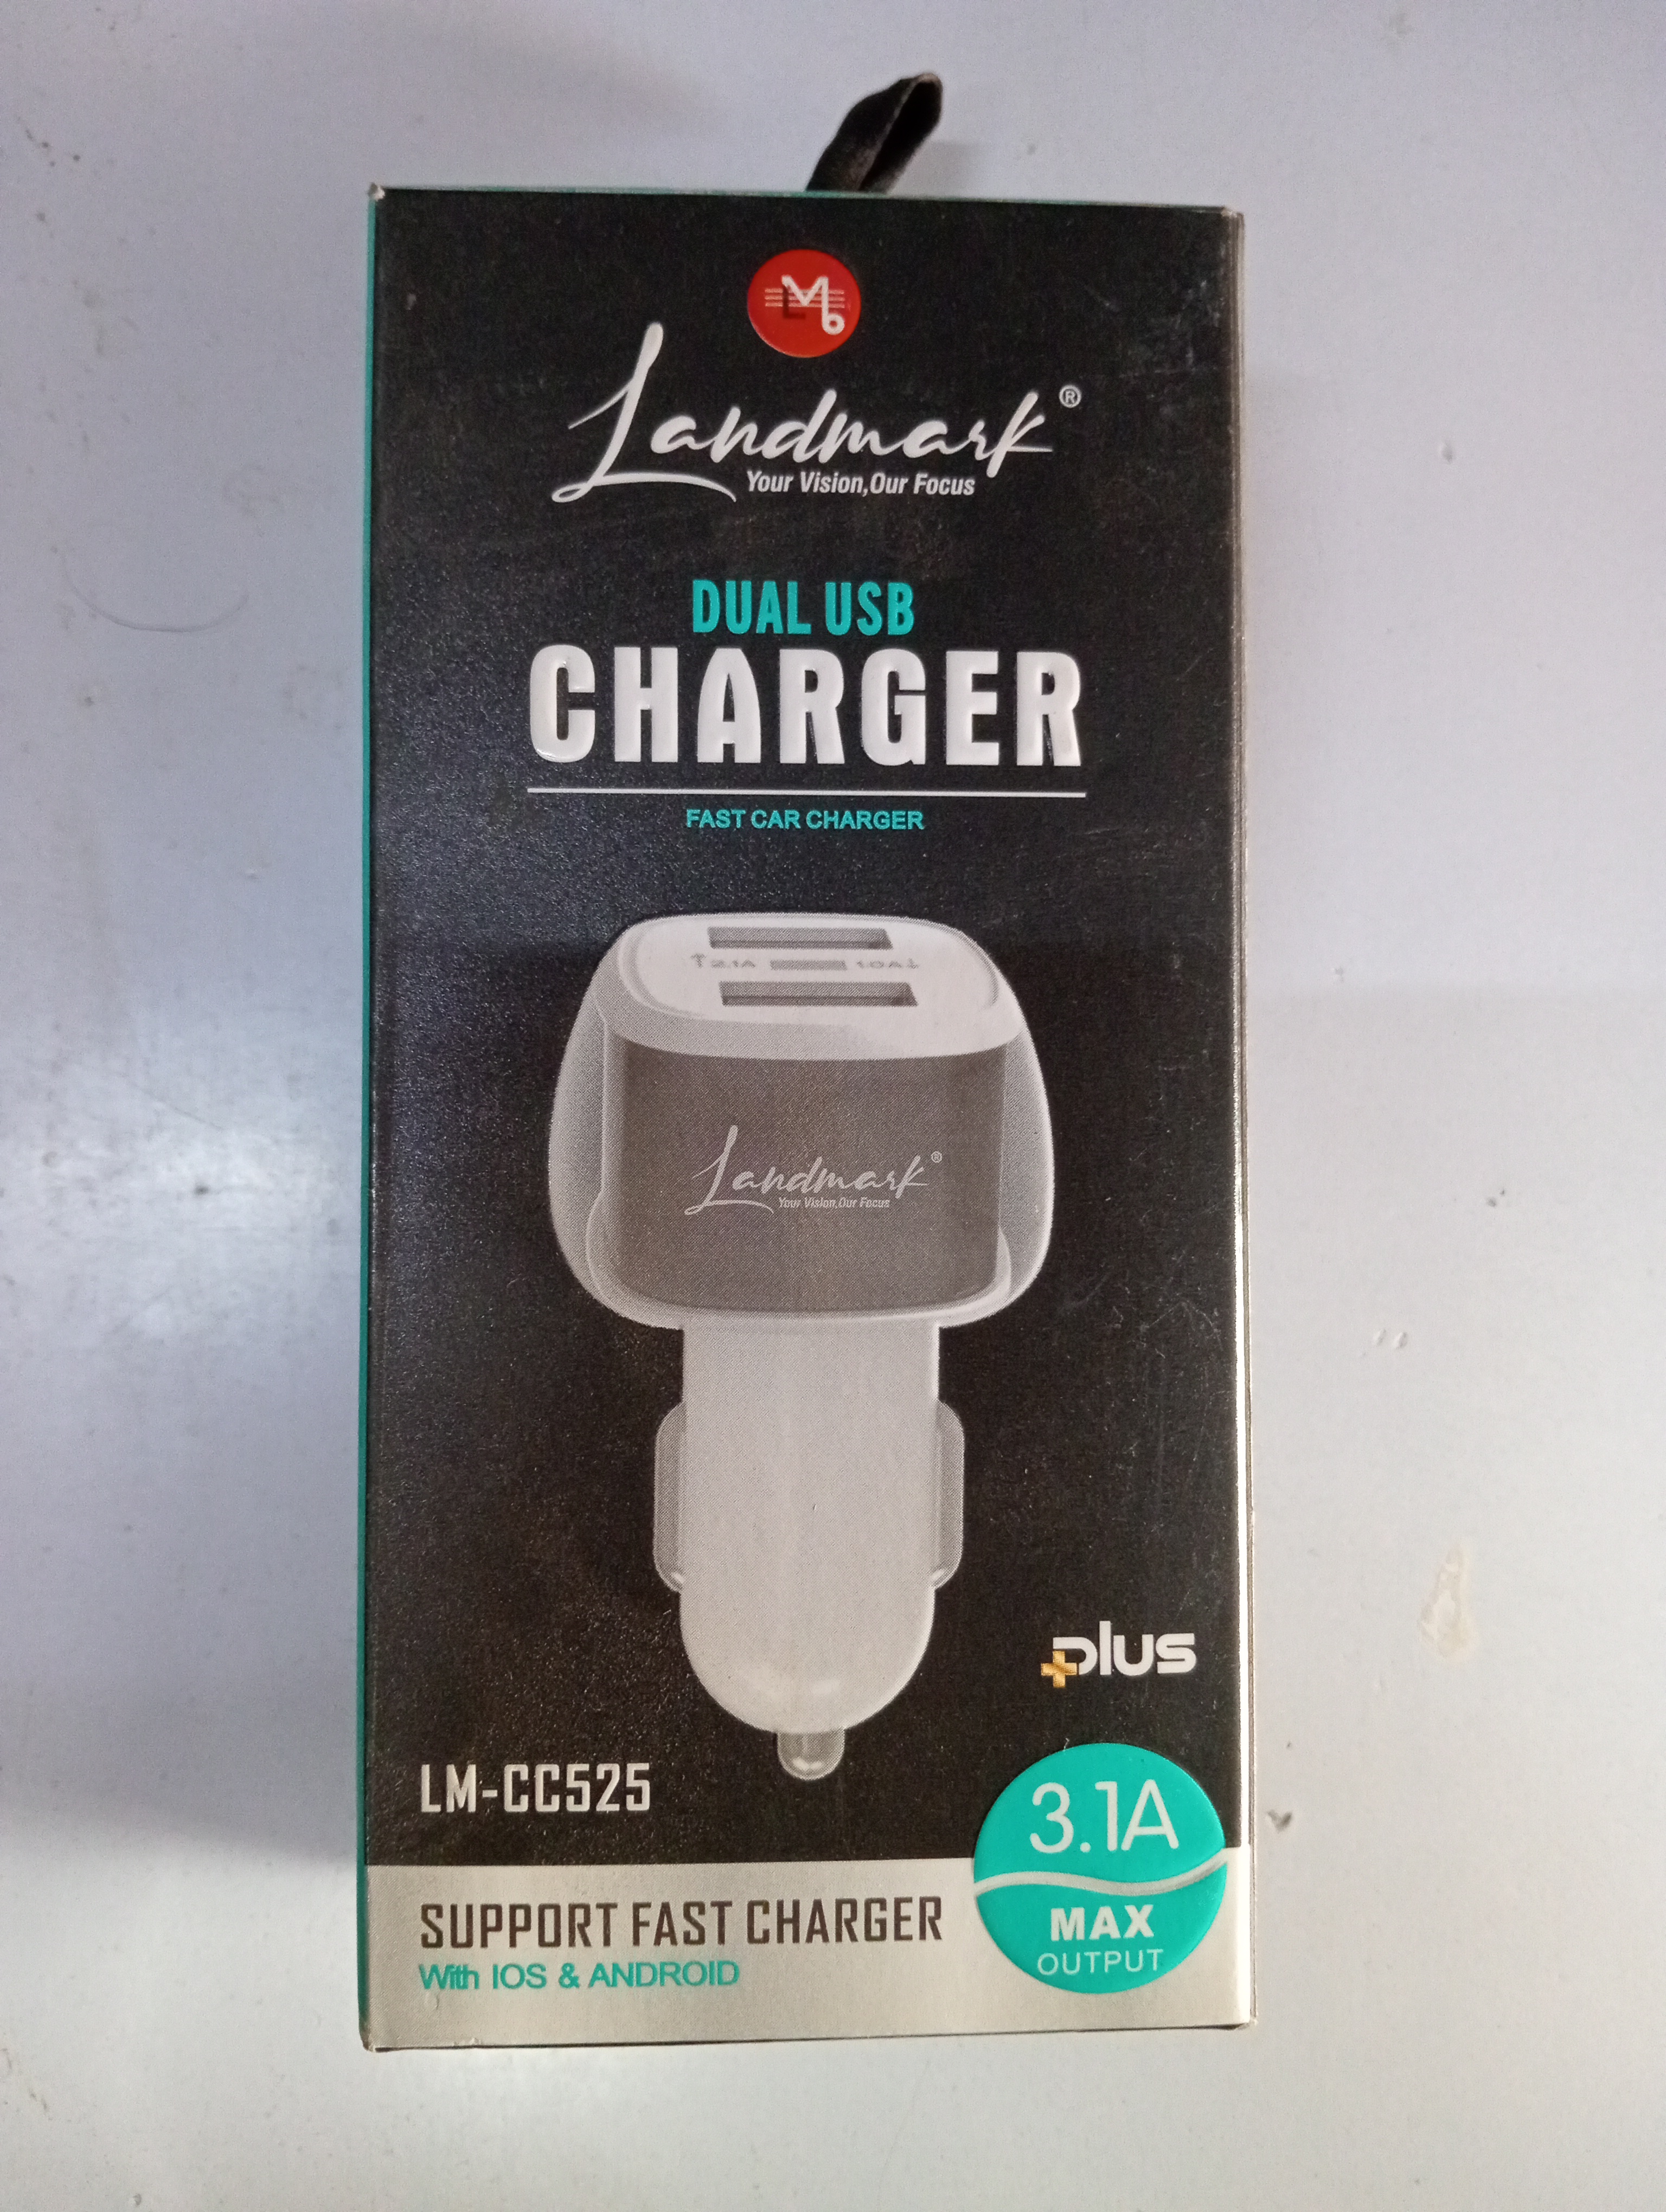 LMb
Landmark®
Your Vision,Our Focus
DUAL USB
CHARGER
FAST CAR CHARGER
↑2.1A 1.0A↓
Landmark®
Your Vision,Our Focus
plus
LM-CC525
3.1A
MAX
OUTPUT
SUPPORT FAST CHARGER
With IOS & ANDROID